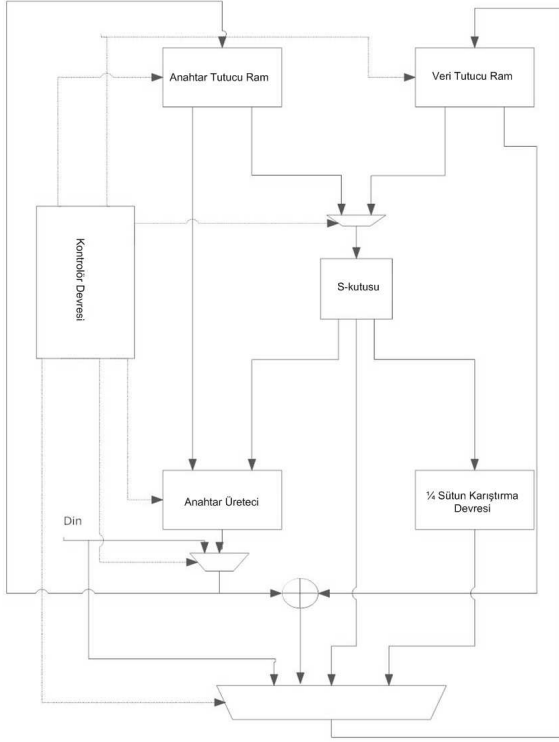 Anahtar Tutucu Ram
Veri Tutucu Ram
Kontrolör Devresi
S-kutusu
Anahtar Üreteci
¼ Sütun Karıştırma
Devresi
Din